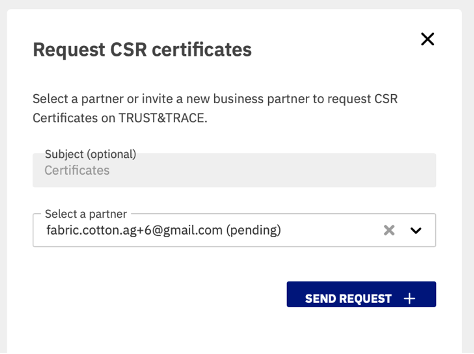 Request CSR certificates
Select a partner or invite a new business partner to request CSR
Certificates on TRUST&TRACE.
Subject (optional)
Certificates
Select a partner
fabric.cotton.ag+6@gmail.com (pending)
SEND REQUEST